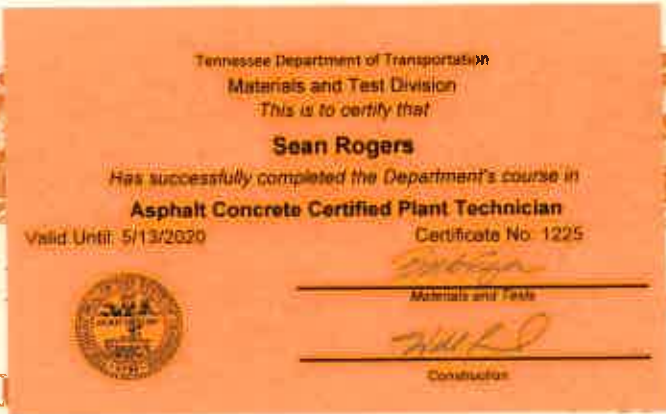 Tennessee Department of Transportation
Materials and Test Division
This is to certify that
Sean Rogers
Has successfully completed the Department's course in
Asphalt Concrete Certified Plant Technician
Valid Until: 5/13/2020
Certificate No. 1225
Materials and Tests
Construction